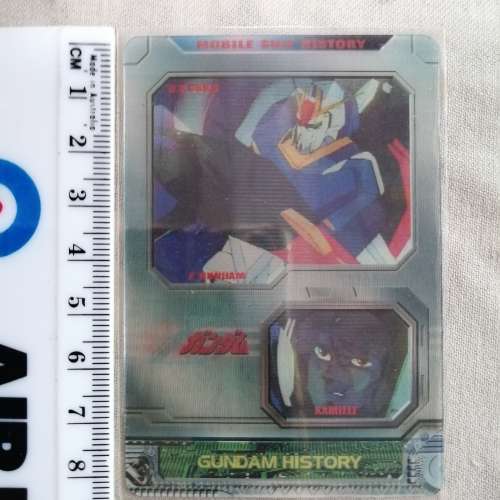 MOBILE SUIT HISTORY
Z GUNDAM
ガンダム
KAMILLE
GUNDAM HISTORY
Made in Australia
CM 1 2 3 4 5 6 7 8